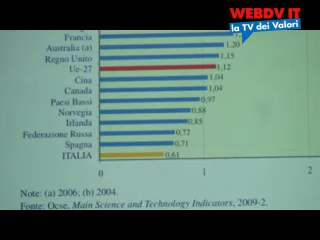 WEBDV IT
la TV dei Valori
Francia
Australia (a) 1,20
Regno Unito 1,15
Ue-27 1,12
Cina 1,04
Canada 1,04
Paesi Bassi 0,97
Norvegia 0,88
Irlanda 0,85
Federazione Russa 0,72
Spagna 0,71
ITALIA 0,61
0 1 2
Note: (a) 2006; (b) 2004.
Fonte: Ocse, Main Science and Technology Indicators, 2009-2.